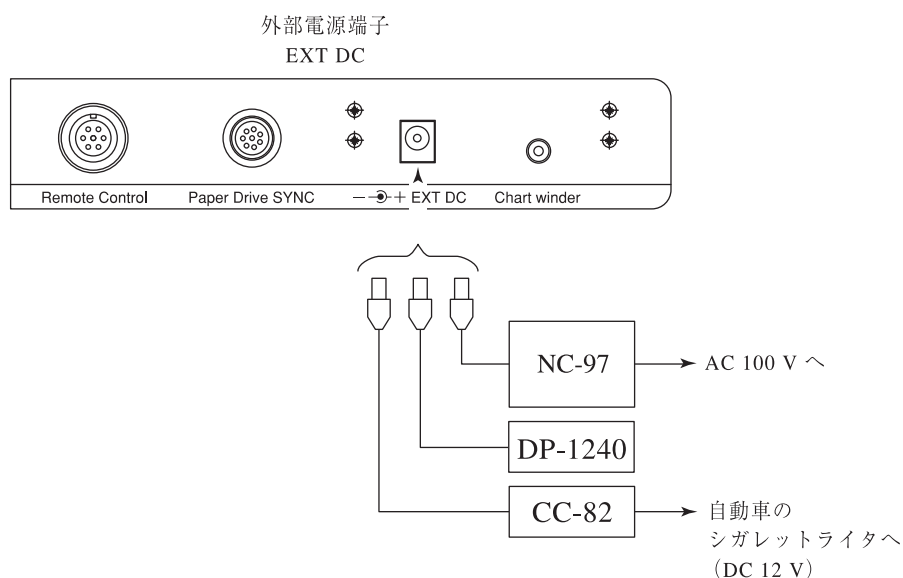 外部電源端子
EXT DC
Remote Control
Paper Drive SYNC
− + EXT DC
Chart winder
NC-97
AC 100 V へ
DP-1240
CC-82
自動車の
シガレットライタへ
（DC 12 V）